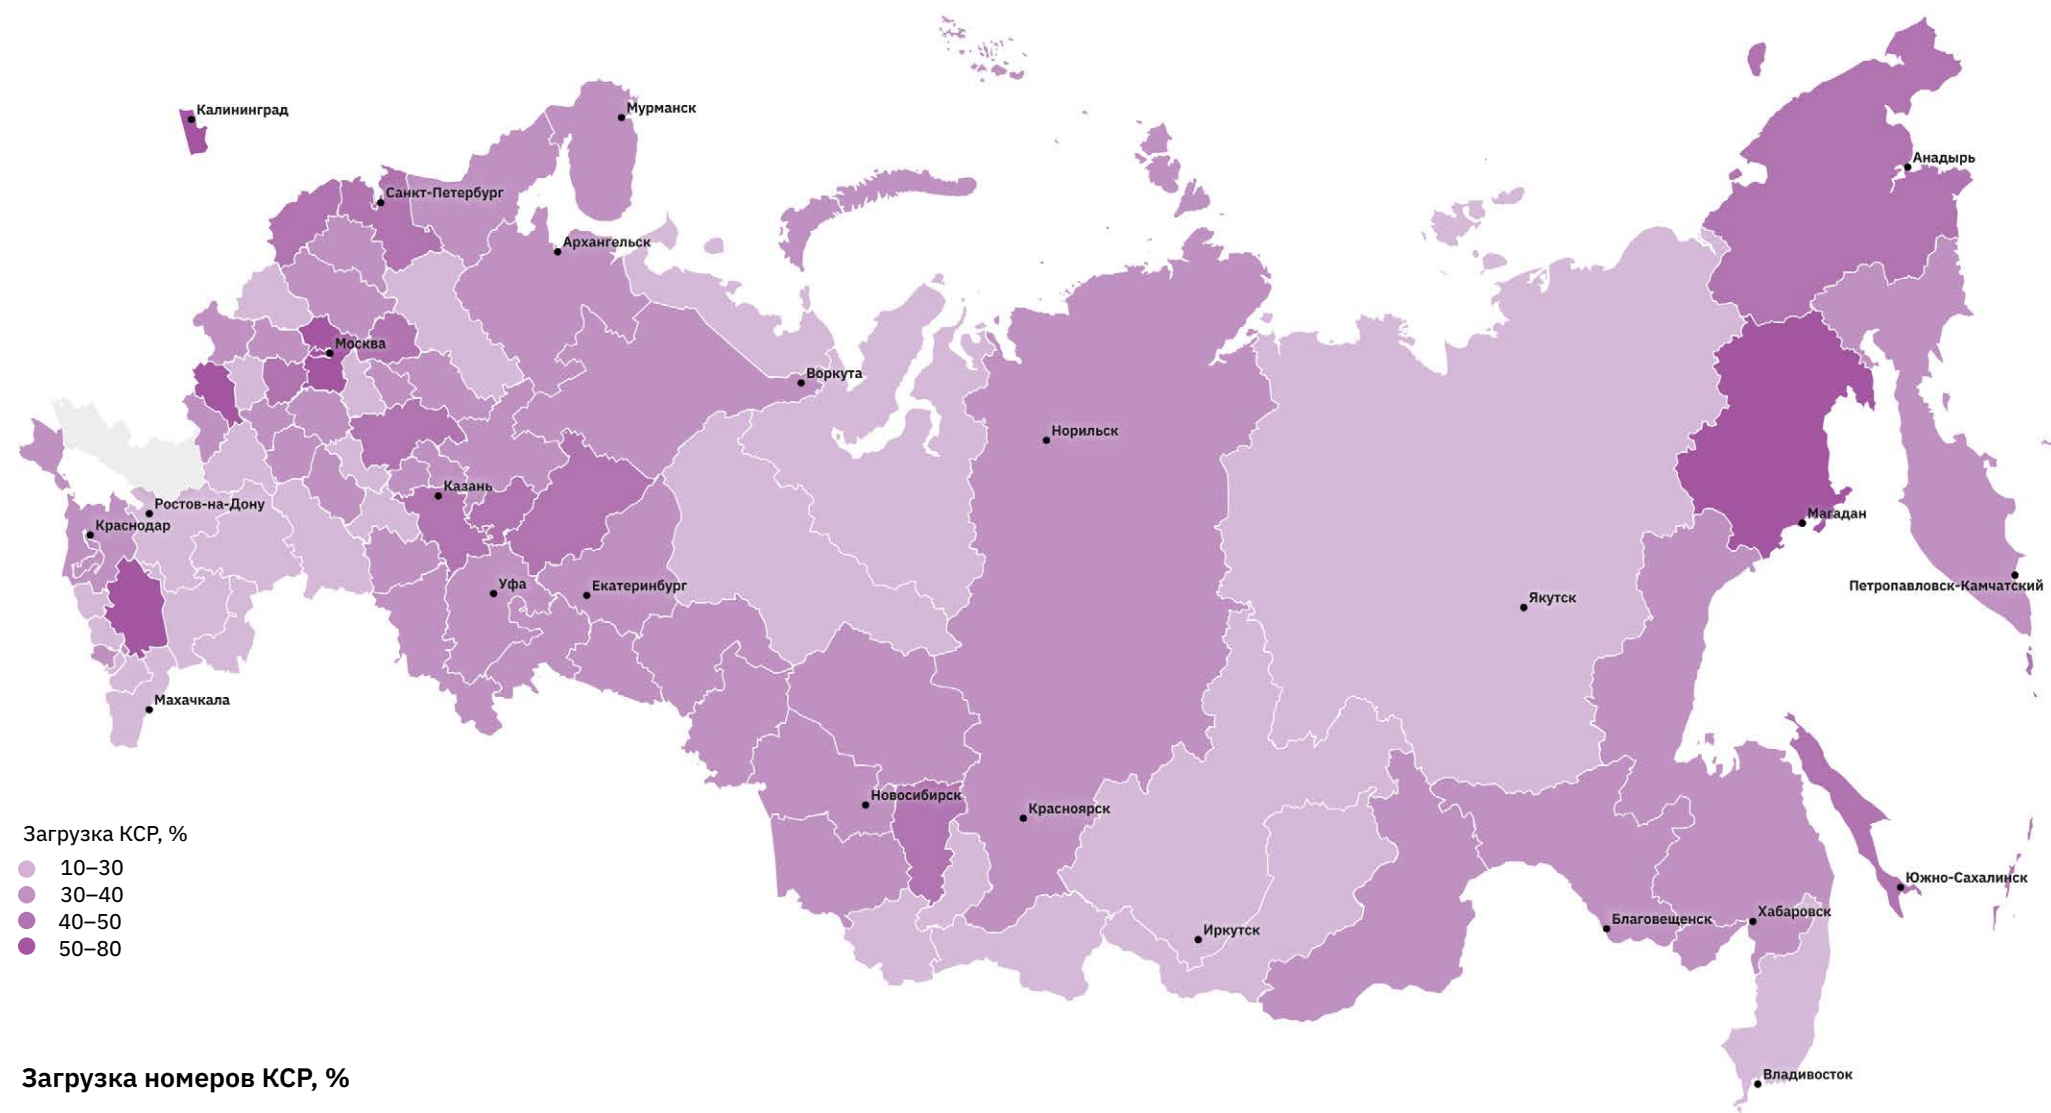 Калининград
Мурманск
Анадырь
Санкт-Петербург
Архангельск
Москва
Воркута
Норильск
Казань
Ростов-на-Дону
Магадан
Краснодар
Уфа
Екатеринбург
Петропавловск-Камчатский
Якутск
Махачкала
Новосибирск
Красноярск
Загрузка КСР, %
10–30
30–40
40–50
50–80
Южно-Сахалинск
Хабаровск
Благовещенск
Иркутск
Владивосток
Загрузка номеров КСР, %